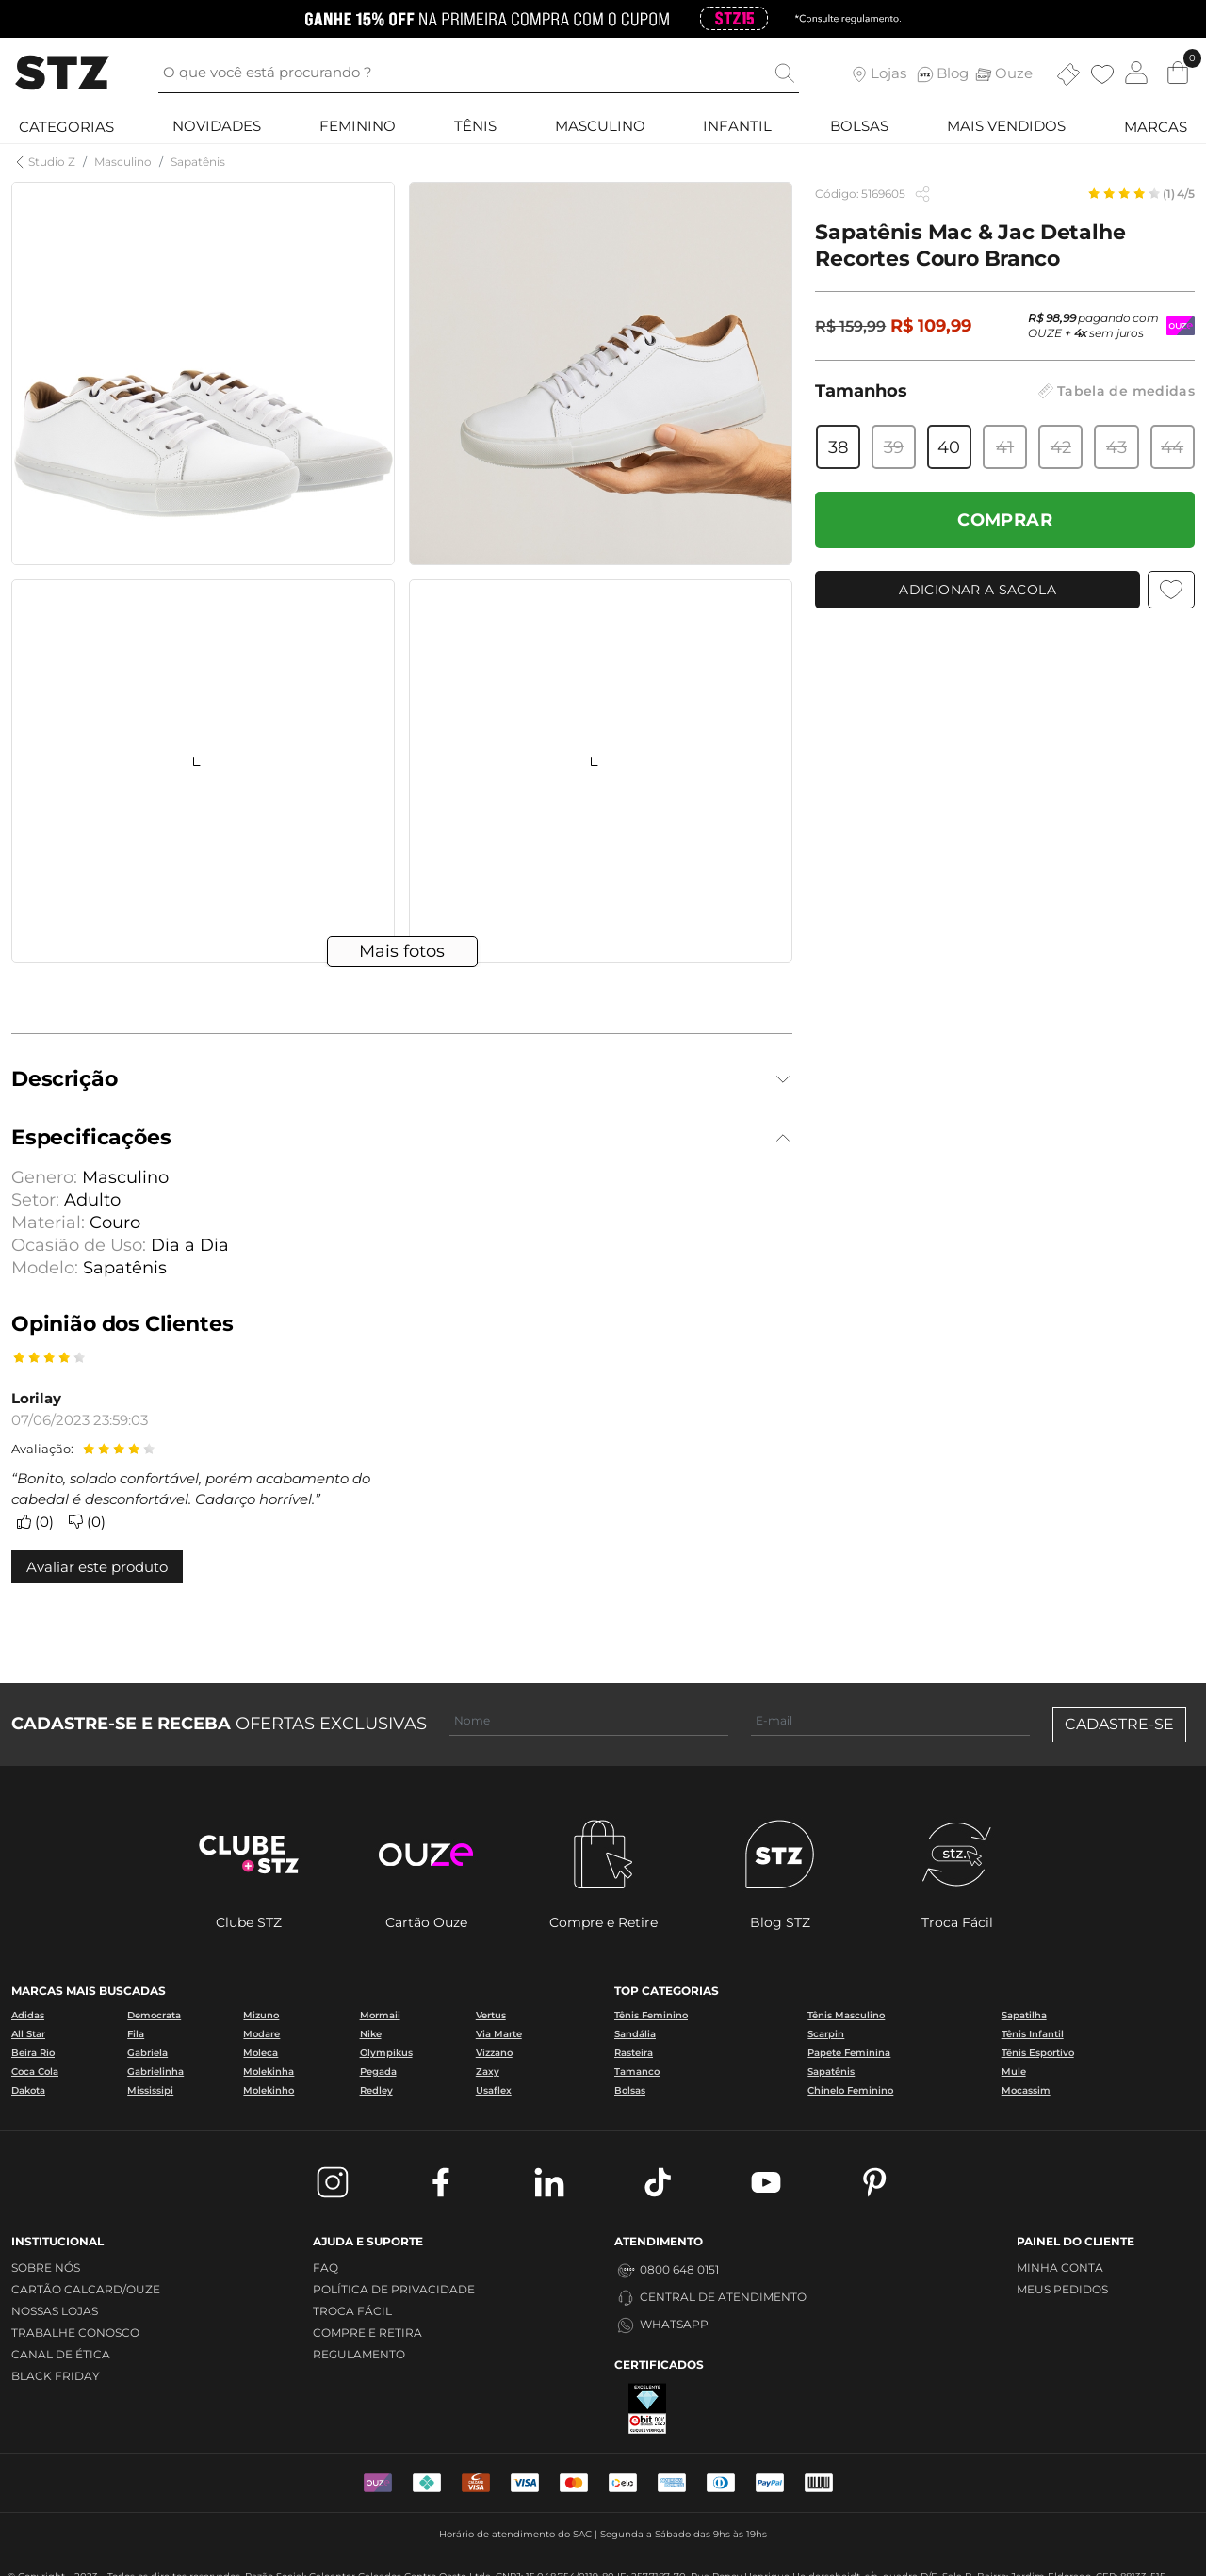 GANHE 15% OFF NA PRIMEIRA COMPRA COM O CUPOM STZ15 *Consulte regulamento.
STZ
O que você está procurando ?
Lojas
Blog
Ouze
0
CATEGORIAS NOVIDADES FEMININO TÊNIS MASCULINO INFANTIL BOLSAS MAIS VENDIDOS MARCAS
Studio Z / Masculino / Sapatênis
Código: 5169605
(1) 4/5
Sapatênis Mac & Jac Detalhe
Recortes Couro Branco
R$ 159,99 R$ 109,99
R$ 98,99 pagando com
OUZE + 4x sem juros
Tamanhos
Tabela de medidas
38 39 40 41 42 43 44
COMPRAR
ADICIONAR A SACOLA
Mais fotos
Descrição
Especificações
Genero: Masculino
Setor: Adulto
Material: Couro
Ocasião de Uso: Dia a Dia
Modelo: Sapatênis
Opinião dos Clientes
Lorilay
07/06/2023 23:59:03
Avaliação:
“Bonito, solado confortável, porém acabamento do
cabedal é desconfortável. Cadarço horrível.”
(0) (0)
Avaliar este produto
CADASTRE-SE E RECEBA OFERTAS EXCLUSIVAS
Nome
E-mail
CADASTRE-SE
CLUBE
+STZ
ouze
STZ
stz.
Clube STZ
Cartão Ouze
Compre e Retire
Blog STZ
Troca Fácil
MARCAS MAIS BUSCADAS
Adidas Democrata Mizuno Mormaii Vertus
All Star Fila Modare Nike Via Marte
Beira Rio Gabriela Moleca Olympikus Vizzano
Coca Cola Gabrielinha Molekinha Pegada Zaxy
Dakota Mississipi Molekinho Redley Usaflex
TOP CATEGORIAS
Tênis Feminino Tênis Masculino Sapatilha
Sandália Scarpin Tênis Infantil
Rasteira Papete Feminina Tênis Esportivo
Tamanco Sapatênis Mule
Bolsas Chinelo Feminino Mocassim
INSTITUCIONAL
SOBRE NÓS
CARTÃO CALCARD/OUZE
NOSSAS LOJAS
TRABALHE CONOSCO
CANAL DE ÉTICA
BLACK FRIDAY
AJUDA E SUPORTE
FAQ
POLÍTICA DE PRIVACIDADE
TROCA FÁCIL
COMPRE E RETIRA
REGULAMENTO
ATENDIMENTO
0800 648 0151
CENTRAL DE ATENDIMENTO
WHATSAPP
CERTIFICADOS
EXCELENTE
ebit
PAINEL DO CLIENTE
MINHA CONTA
MEUS PEDIDOS
VISA
VISA
elo
PayPal
Horário de atendimento do SAC | Segunda a Sábado das 9hs às 19hs